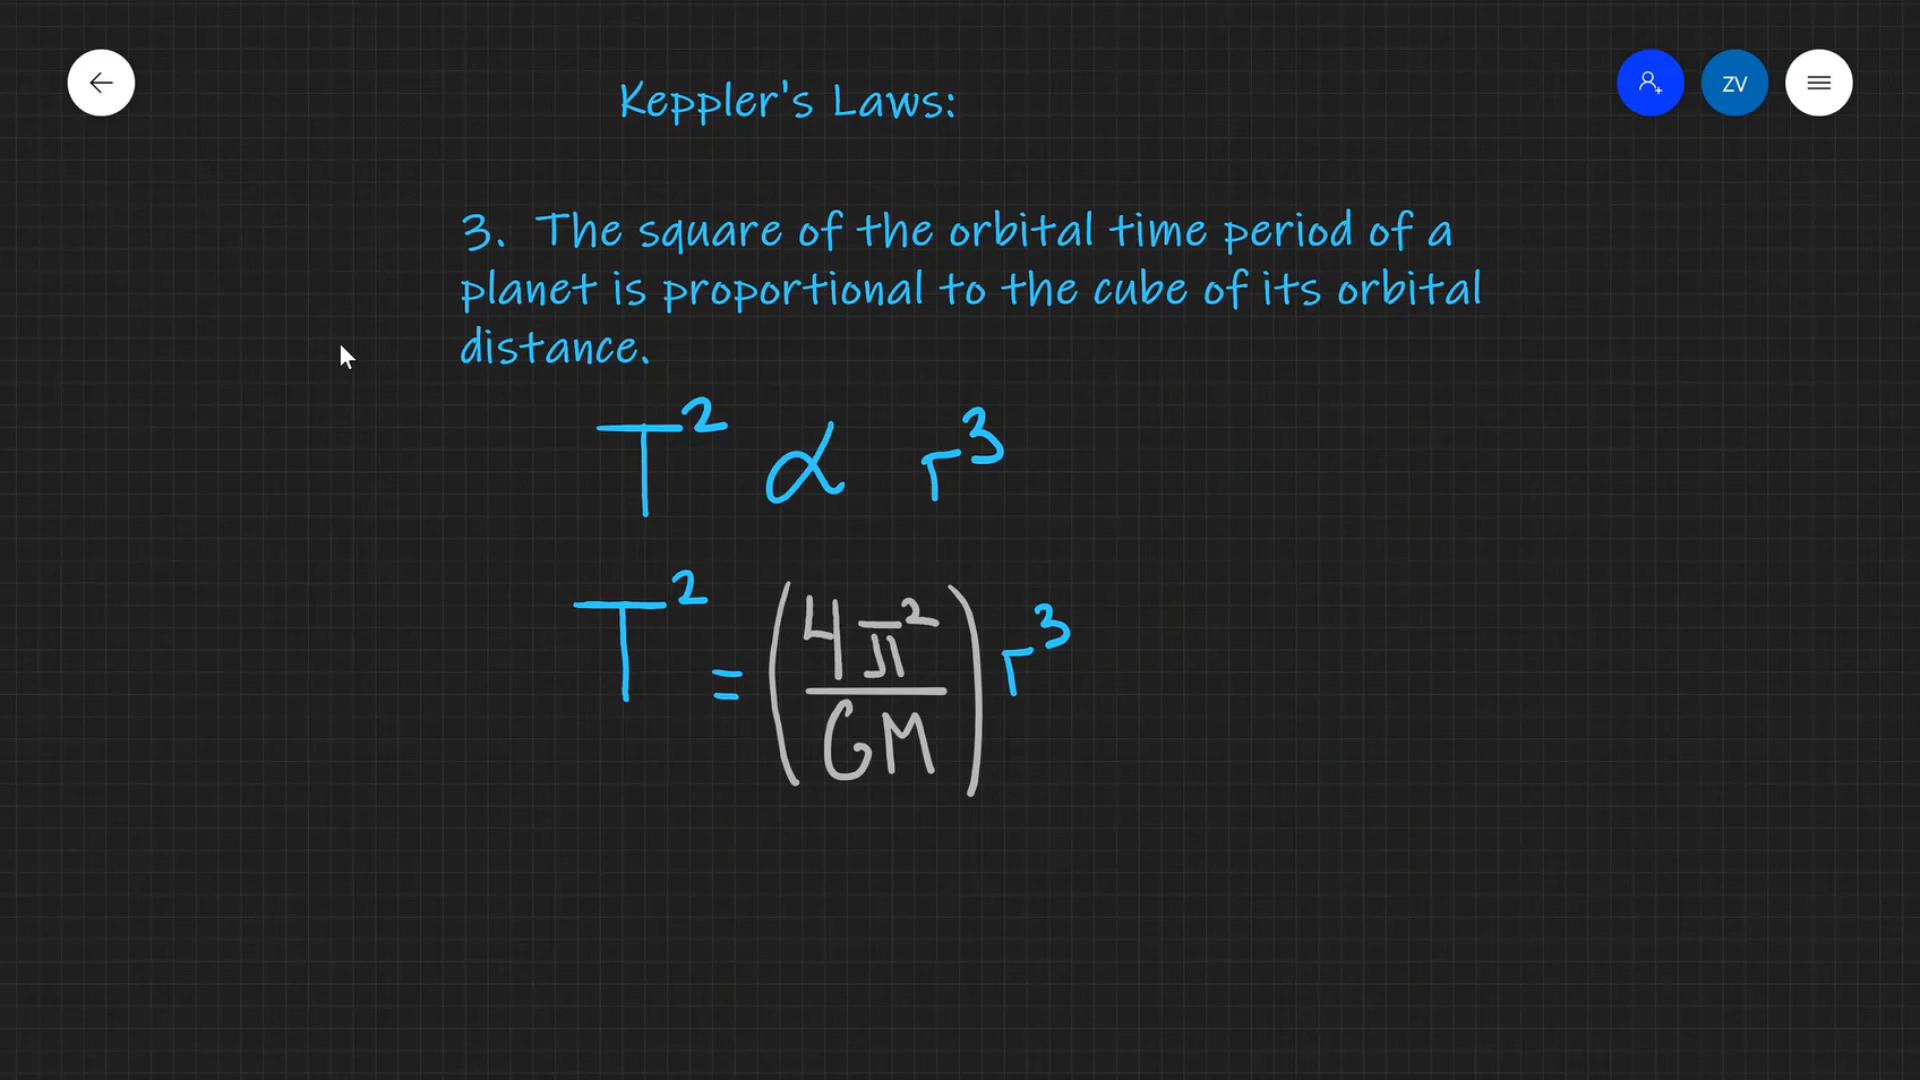 ZV
Keppler's Laws:
3. The square of the orbital time period of a
planet is proportional to the cube of its orbital
distance.
T² α r³
T² = (4π²/GM) r³